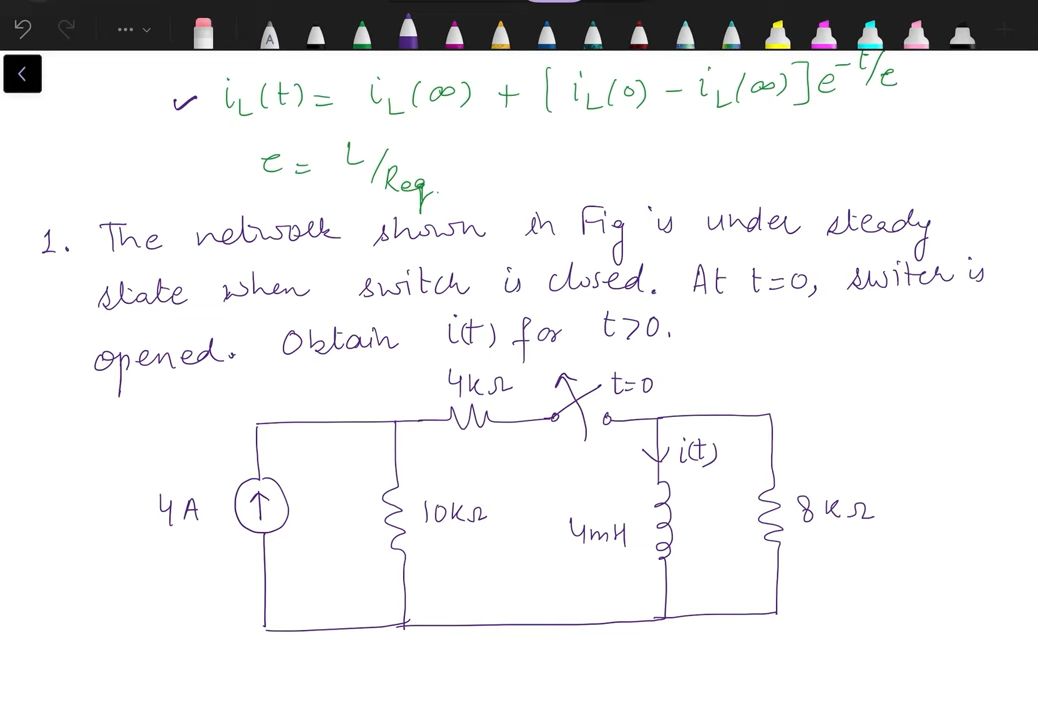 A
✓ iL(t) = iL(∞) + [iL(0) - iL(∞)]e^-t/τ
τ = L/Req.
1. The network shown in Fig is under steady
state when switch is closed. At t=0, switch is
opened. Obtain i(t) for t>0.
4KΩ t=0
i(t)
4A 10KΩ 4mH 8KΩ